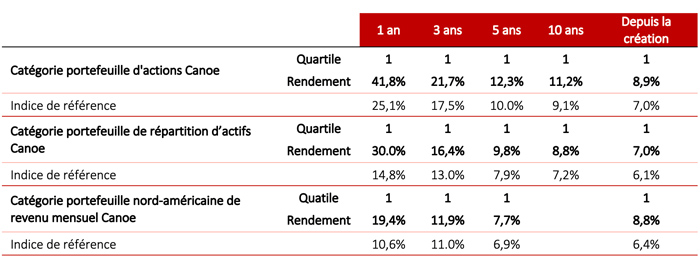 1 an 3 ans 5 ans 10 ans Depuis la création
Catégorie portefeuille d'actions Canoe
Quartile 1 1 1 1 1
Rendement 41,8% 21,7% 12,3% 11,2% 8,9%
Indice de référence 25,1% 17,5% 10.0% 9,1% 7,0%
Catégorie portefeuille de répartition d’actifs
Canoe
Quartile 1 1 1 1 1
Rendement 30.0% 16,4% 9,8% 8,8% 7,0%
Indice de référence 14,8% 13.0% 7,9% 7,2% 6,1%
Catégorie portefeuille nord-américaine de
revenu mensuel Canoe
Quatile 1 1 1 1
Rendement 19,4% 11,9% 7,7% 8,8%
Indice de référence 10,6% 11.0% 6,9% 6,4%